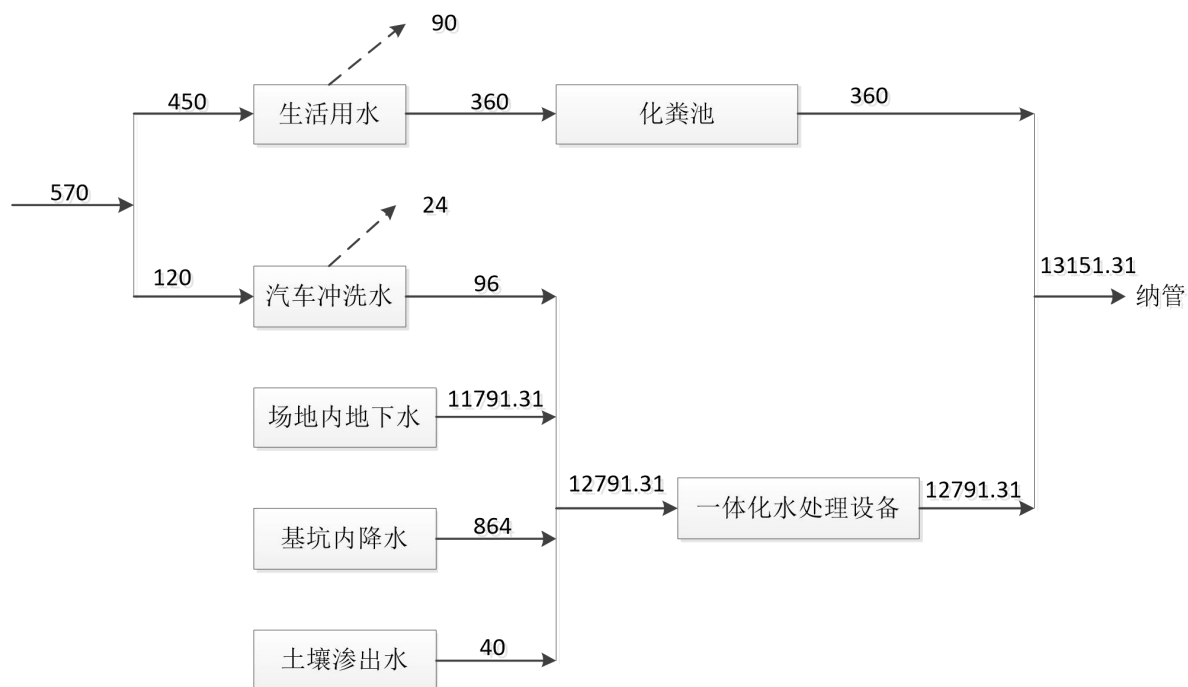 90
450
生活用水
360
化粪池
360
570
24
120
汽车冲洗水
96
13151.31
纳管
场地内地下水
11791.31
12791.31
一体化水处理设备
12791.31
基坑内降水
864
土壤渗出水
40